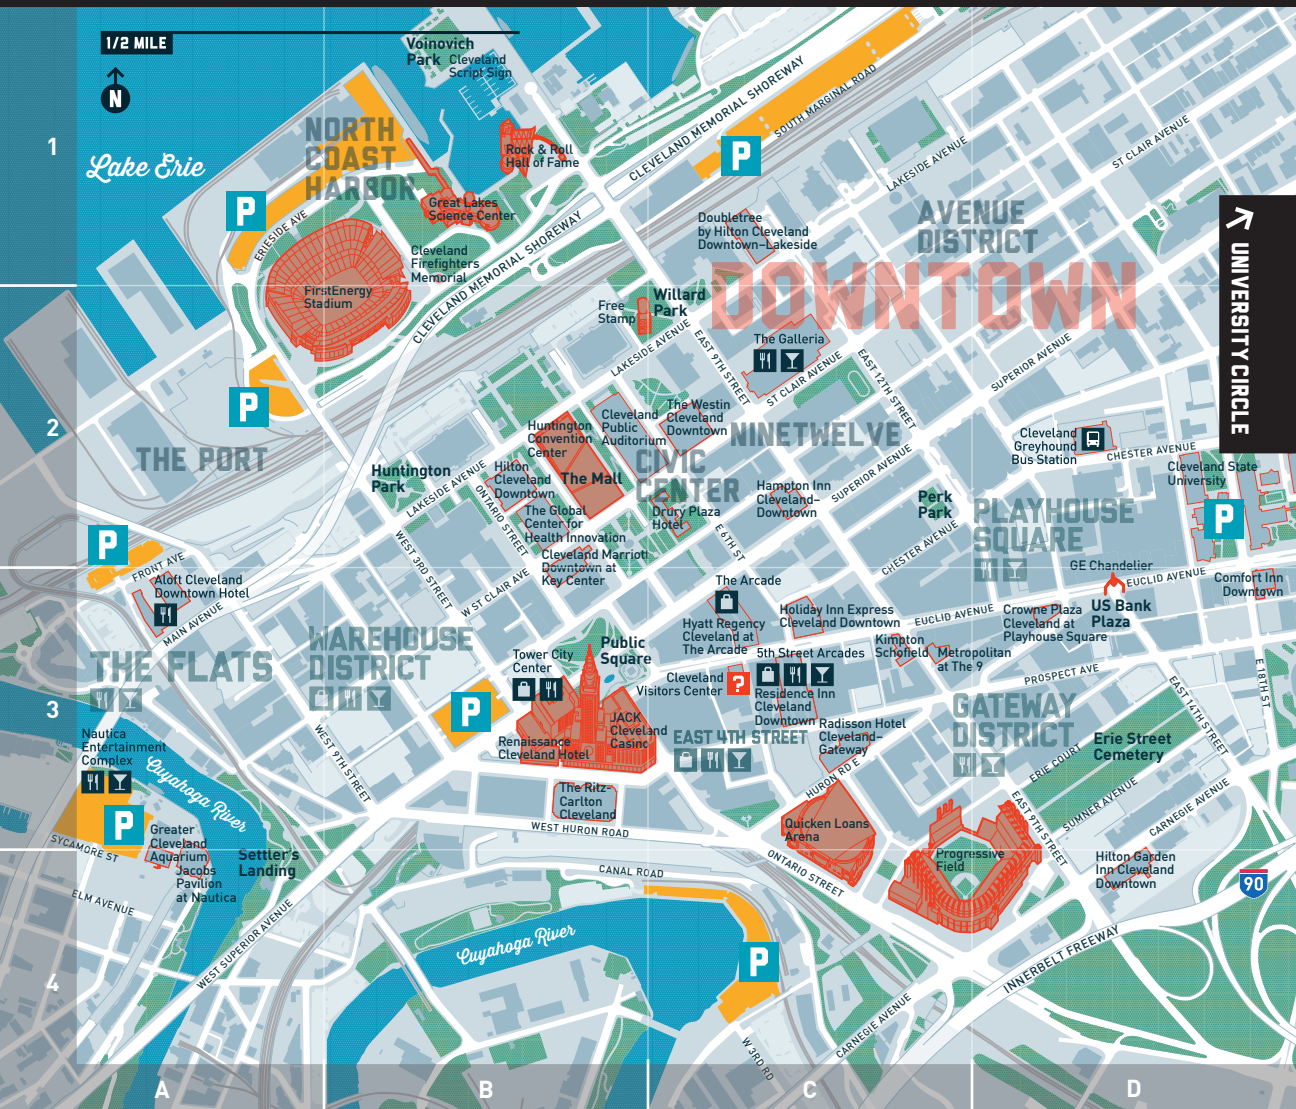 1/2 MILE
N
Lake Erie
Voinovich
Park
Cleveland
Script Sign
NORTH
COAST
HARBOR
Rock & Roll
Hall of Fame
Great Lakes
Science Center
Cleveland
Firefighters
Memorial
P
ERIESIDE AVE
FirstEnergy
Stadium
CLEVELAND MEMORIAL SHOREWAY
CLEVELAND MEMORIAL SHOREWAY
SOUTH MARGINAL ROAD
P
LAKESIDE AVENUE
ST CLAIR AVENUE
AVENUE
DISTRICT
DOWNTOWN
Doubletree
by Hilton Cleveland
Downtown–Lakeside
UNIVERSITY CIRCLE
1
2
3
4
P
THE PORT
Free
Stamp
Willard
Park
LAKESIDE AVENUE
EAST 9TH STREET
The Galleria
ST CLAIR AVENUE
EAST 12TH STREET
SUPERIOR AVENUE
Huntington
Convention
Center
Cleveland
Public
Auditorium
The Westin
Cleveland
Downtown
NINETWELVE
CIVIC
CENTER
The Mall
Huntington
Park
LAKESIDE AVENUE
Hilton
Cleveland
Downtown
ONTARIO STREET
The Global
Center for
Health Innovation
Drury Plaza
Hotel
Hampton Inn
Cleveland–
Downtown
SUPERIOR AVENUE
Perk
Park
CHESTER AVENUE
Cleveland
Greyhound
Bus Station
CHESTER AVENUE
Cleveland State
University
P
PLAYHOUSE
SQUARE
P
FRONT AVE
Aloft Cleveland
Downtown Hotel
MAIN AVENUE
WEST 3RD STREET
W ST CLAIR AVE
Cleveland Marriott
Downtown at
Key Center
E 6TH ST
The Arcade
Hyatt Regency
Cleveland at
The Arcade
Holiday Inn Express
Cleveland Downtown
EUCLID AVENUE
GE Chandelier
EUCLID AVENUE
US Bank
Plaza
Crowne Plaza
Cleveland at
Playhouse Square
Comfort Inn
Downtown
Kimpton
Schofield
Metropolitan
at The 9
THE FLATS
WAREHOUSE
DISTRICT
Tower City
Center
Public
Square
Cleveland
Visitors Center
?
5th Street Arcades
Residence Inn
Cleveland
Downtown
PROSPECT AVE
E 18TH ST
EAST 14TH STREET
P
JACK
Cleveland
Casino
Renaissance
Cleveland Hotel
EAST 4TH STREET
Radisson Hotel
Cleveland–
Gateway
HURON RD E
GATEWAY
DISTRICT
Erie Street
Cemetery
ERIE COURT
SUMNER AVENUE
CARNEGIE AVENUE
EAST 9TH STREET
Nautica
Entertainment
Complex
Cuyahoga River
WEST 9TH STREET
P
SYCAMORE ST
Greater
Cleveland
Aquarium
Jacobs
Pavilion
at Nautica
Settler's
Landing
The Ritz-
Carlton
Cleveland
WEST HURON ROAD
Quicken Loans
Arena
ONTARIO STREET
Progressive
Field
Hilton Garden
Inn Cleveland
Downtown
90
ELM AVENUE
WEST SUPERIOR AVENUE
CANAL ROAD
Cuyahoga River
P
W 3RD RD
CARNEGIE AVENUE
INNERBELT FREEWAY
A
B
C
D